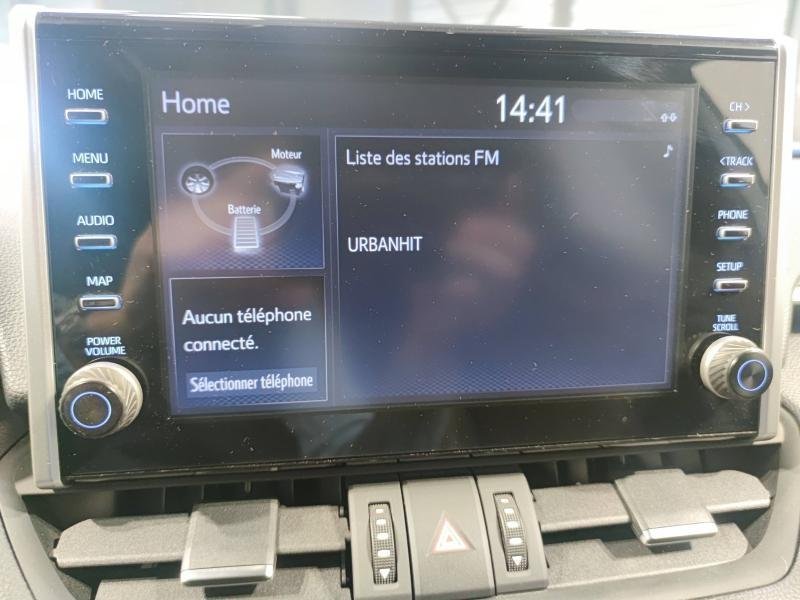 HOME
MENU
AUDIO
MAP
POWER
VOLUME
Home
14:41
Moteur
Batterie
Aucun téléphone
connecté.
Sélectionner téléphone
Liste des stations FM
URBANHIT
CH >
< TRACK
PHONE
SETUP
TUNE
SCROLL